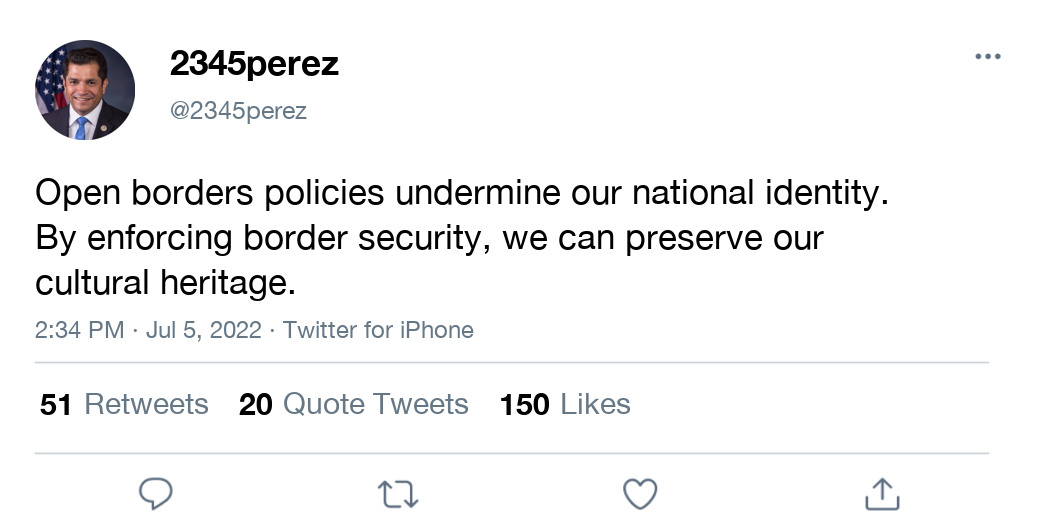 2345perez
@2345perez
Open borders policies undermine our national identity.
By enforcing border security, we can preserve our
cultural heritage.
2:34 PM · Jul 5, 2022 · Twitter for iPhone
51 Retweets 20 Quote Tweets 150 Likes